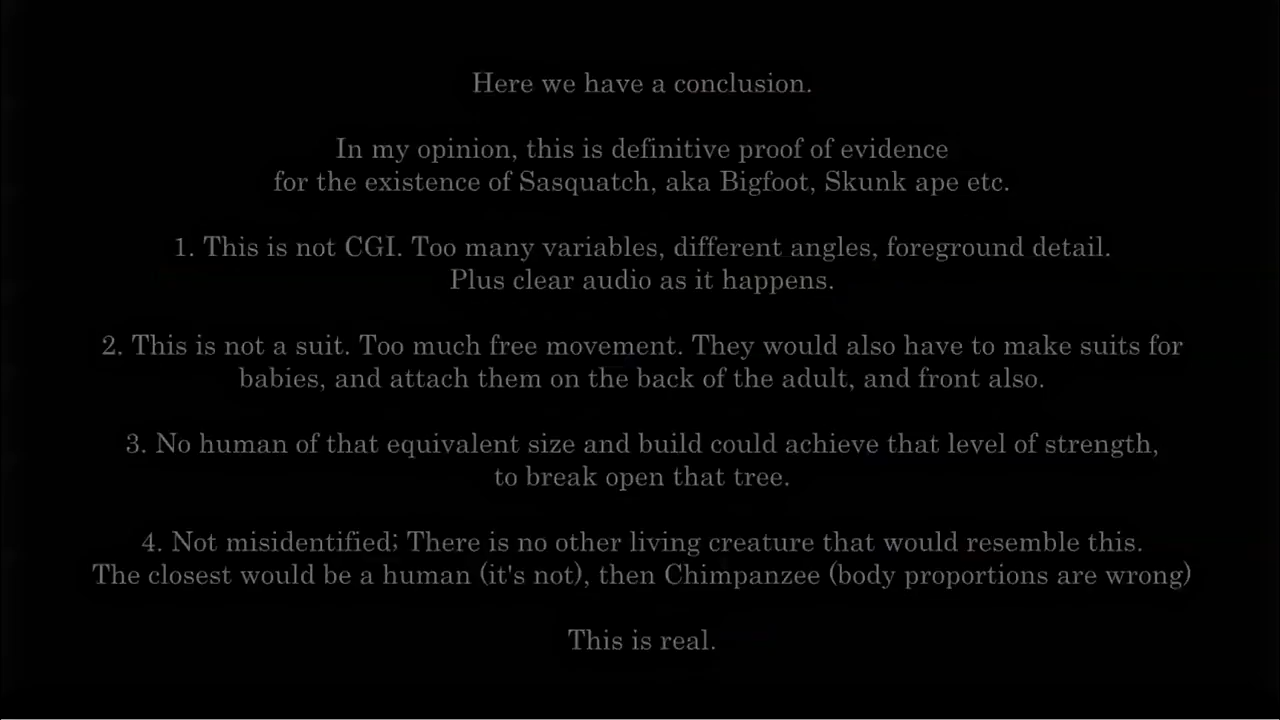 Here we have a conclusion.
In my opinion, this is definitive proof of evidence
for the existence of Sasquatch, aka Bigfoot, Skunk ape etc.
1. This is not CGI. Too many variables, different angles, foreground detail.
Plus clear audio as it happens.
2. This is not a suit. Too much free movement. They would also have to make suits for
babies, and attach them on the back of the adult, and front also.
3. No human of that equivalent size and build could achieve that level of strength,
to break open that tree.
4. Not misidentified; There is no other living creature that would resemble this.
The closest would be a human (it's not), then Chimpanzee (body proportions are wrong)
This is real.